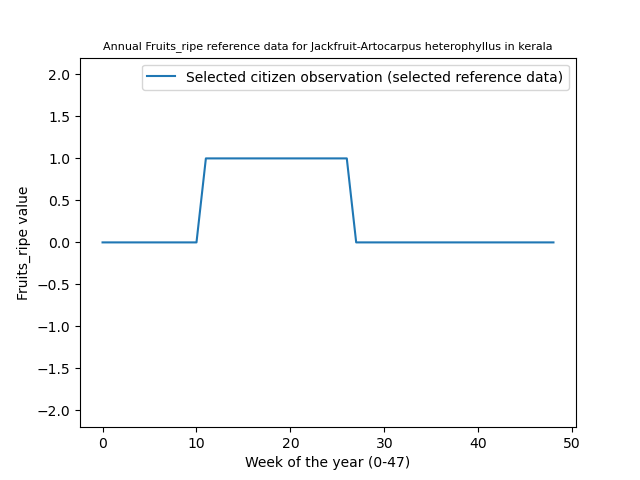 Annual Fruits_ripe reference data for Jackfruit-Artocarpus heterophyllus in kerala
Selected citizen observation (selected reference data)
2.0
1.5
1.0
0.5
0.0
−0.5
−1.0
−1.5
−2.0
Fruits_ripe value
0 10 20 30 40 50
Week of the year (0-47)